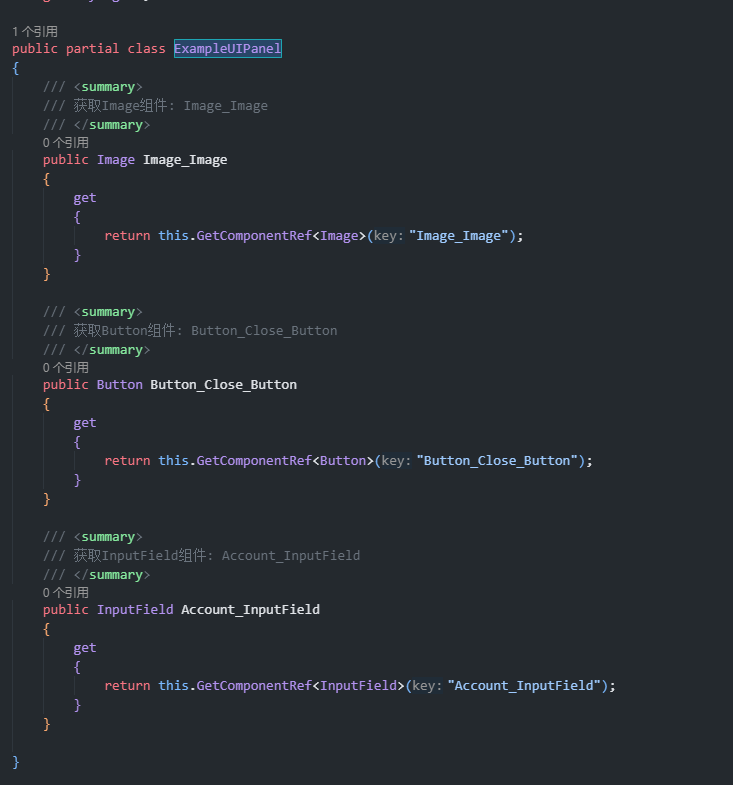 1 个引用
public partial class ExampleUIPanel
{
/// <summary>
/// 获取Image组件: Image_Image
/// </summary>
0 个引用
public Image Image_Image
{
get
{
return this.GetComponentRef<Image>(key: "Image_Image");
}
}
/// <summary>
/// 获取Button组件: Button_Close_Button
/// </summary>
0 个引用
public Button Button_Close_Button
{
get
{
return this.GetComponentRef<Button>(key: "Button_Close_Button");
}
}
/// <summary>
/// 获取InputField组件: Account_InputField
/// </summary>
0 个引用
public InputField Account_InputField
{
get
{
return this.GetComponentRef<InputField>(key: "Account_InputField");
}
}
}